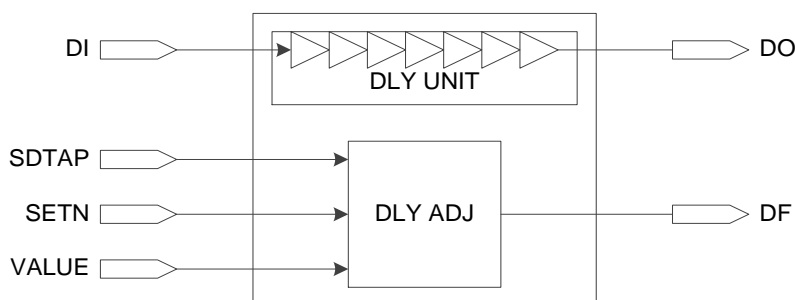 DI
DO
DLY UNIT
SDTAP
SETN
DLY ADJ
DF
VALUE